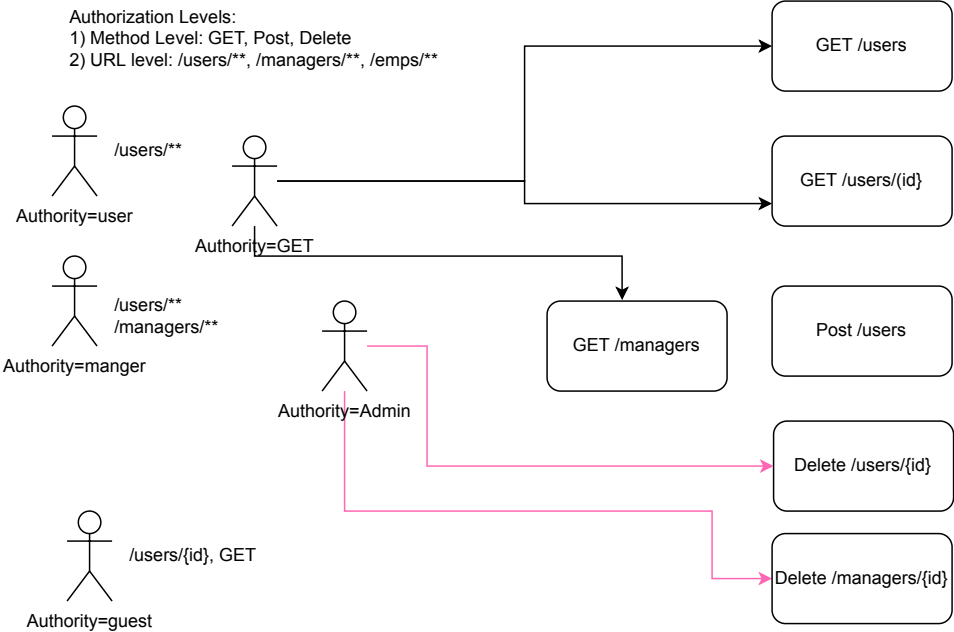 Authorization Levels:
1) Method Level: GET, Post, Delete
2) URL level: /users/**, /managers/**, /emps/**
GET /users
/users/**
Authority=user
GET /users/(id}
Authority=GET
/users/**
/managers/**
Authority=manger
GET /managers
Post /users
Authority=Admin
Delete /users/{id}
/users/{id}, GET
Authority=guest
Delete /managers/{id}